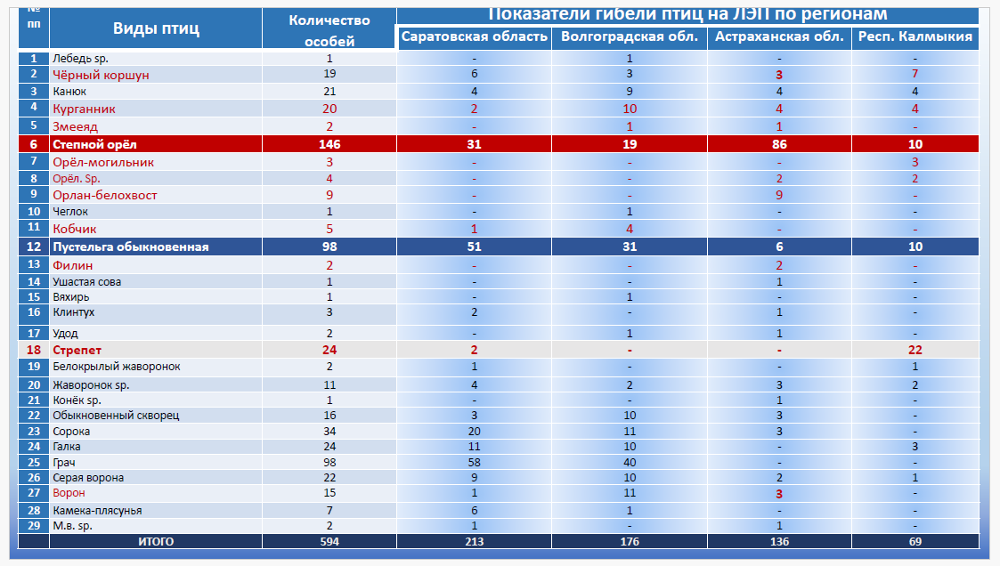 № пп Виды птиц Количество особей Показатели гибели птиц на ЛЭП по регионам
Саратовская область Волгоградская обл. Астраханская обл. Респ. Калмыкия
1 Лебедь sp. 1 - 1 - -
2 Чёрный коршун 19 6 3 3 7
3 Канюк 21 4 9 4 4
4 Курганник 20 2 10 4 4
5 Змееяд 2 - 1 1 -
6 Степной орёл 146 31 19 86 10
7 Орёл-могильник 3 - - - 3
8 Орёл. Sp. 4 - - 2 2
9 Орлан-белохвост 9 - - 9 -
10 Чеглок 1 - 1 - -
11 Кобчик 5 1 4 - -
12 Пустельга обыкновенная 98 51 31 6 10
13 Филин 2 - - 2 -
14 Ушастая сова 1 - - 1 -
15 Вяхирь 1 - 1 - -
16 Клинтух 3 2 - 1 -
17 Удод 2 - 1 1 -
18 Стрепет 24 2 - - 22
19 Белокрылый жаворонок 2 1 - - 1
20 Жаворонок sp. 11 4 2 3 2
21 Конёк sp. 1 - - 1 -
22 Обыкновенный скворец 16 3 10 3 -
23 Сорока 34 20 11 3 -
24 Галка 24 11 10 - 3
25 Грач 98 58 40 - -
26 Серая ворона 22 9 10 2 1
27 Ворон 15 1 11 3 -
28 Камека-плясунья 7 6 1 - -
29 М.в. sp. 2 1 - 1 -
ИТОГО 594 213 176 136 69